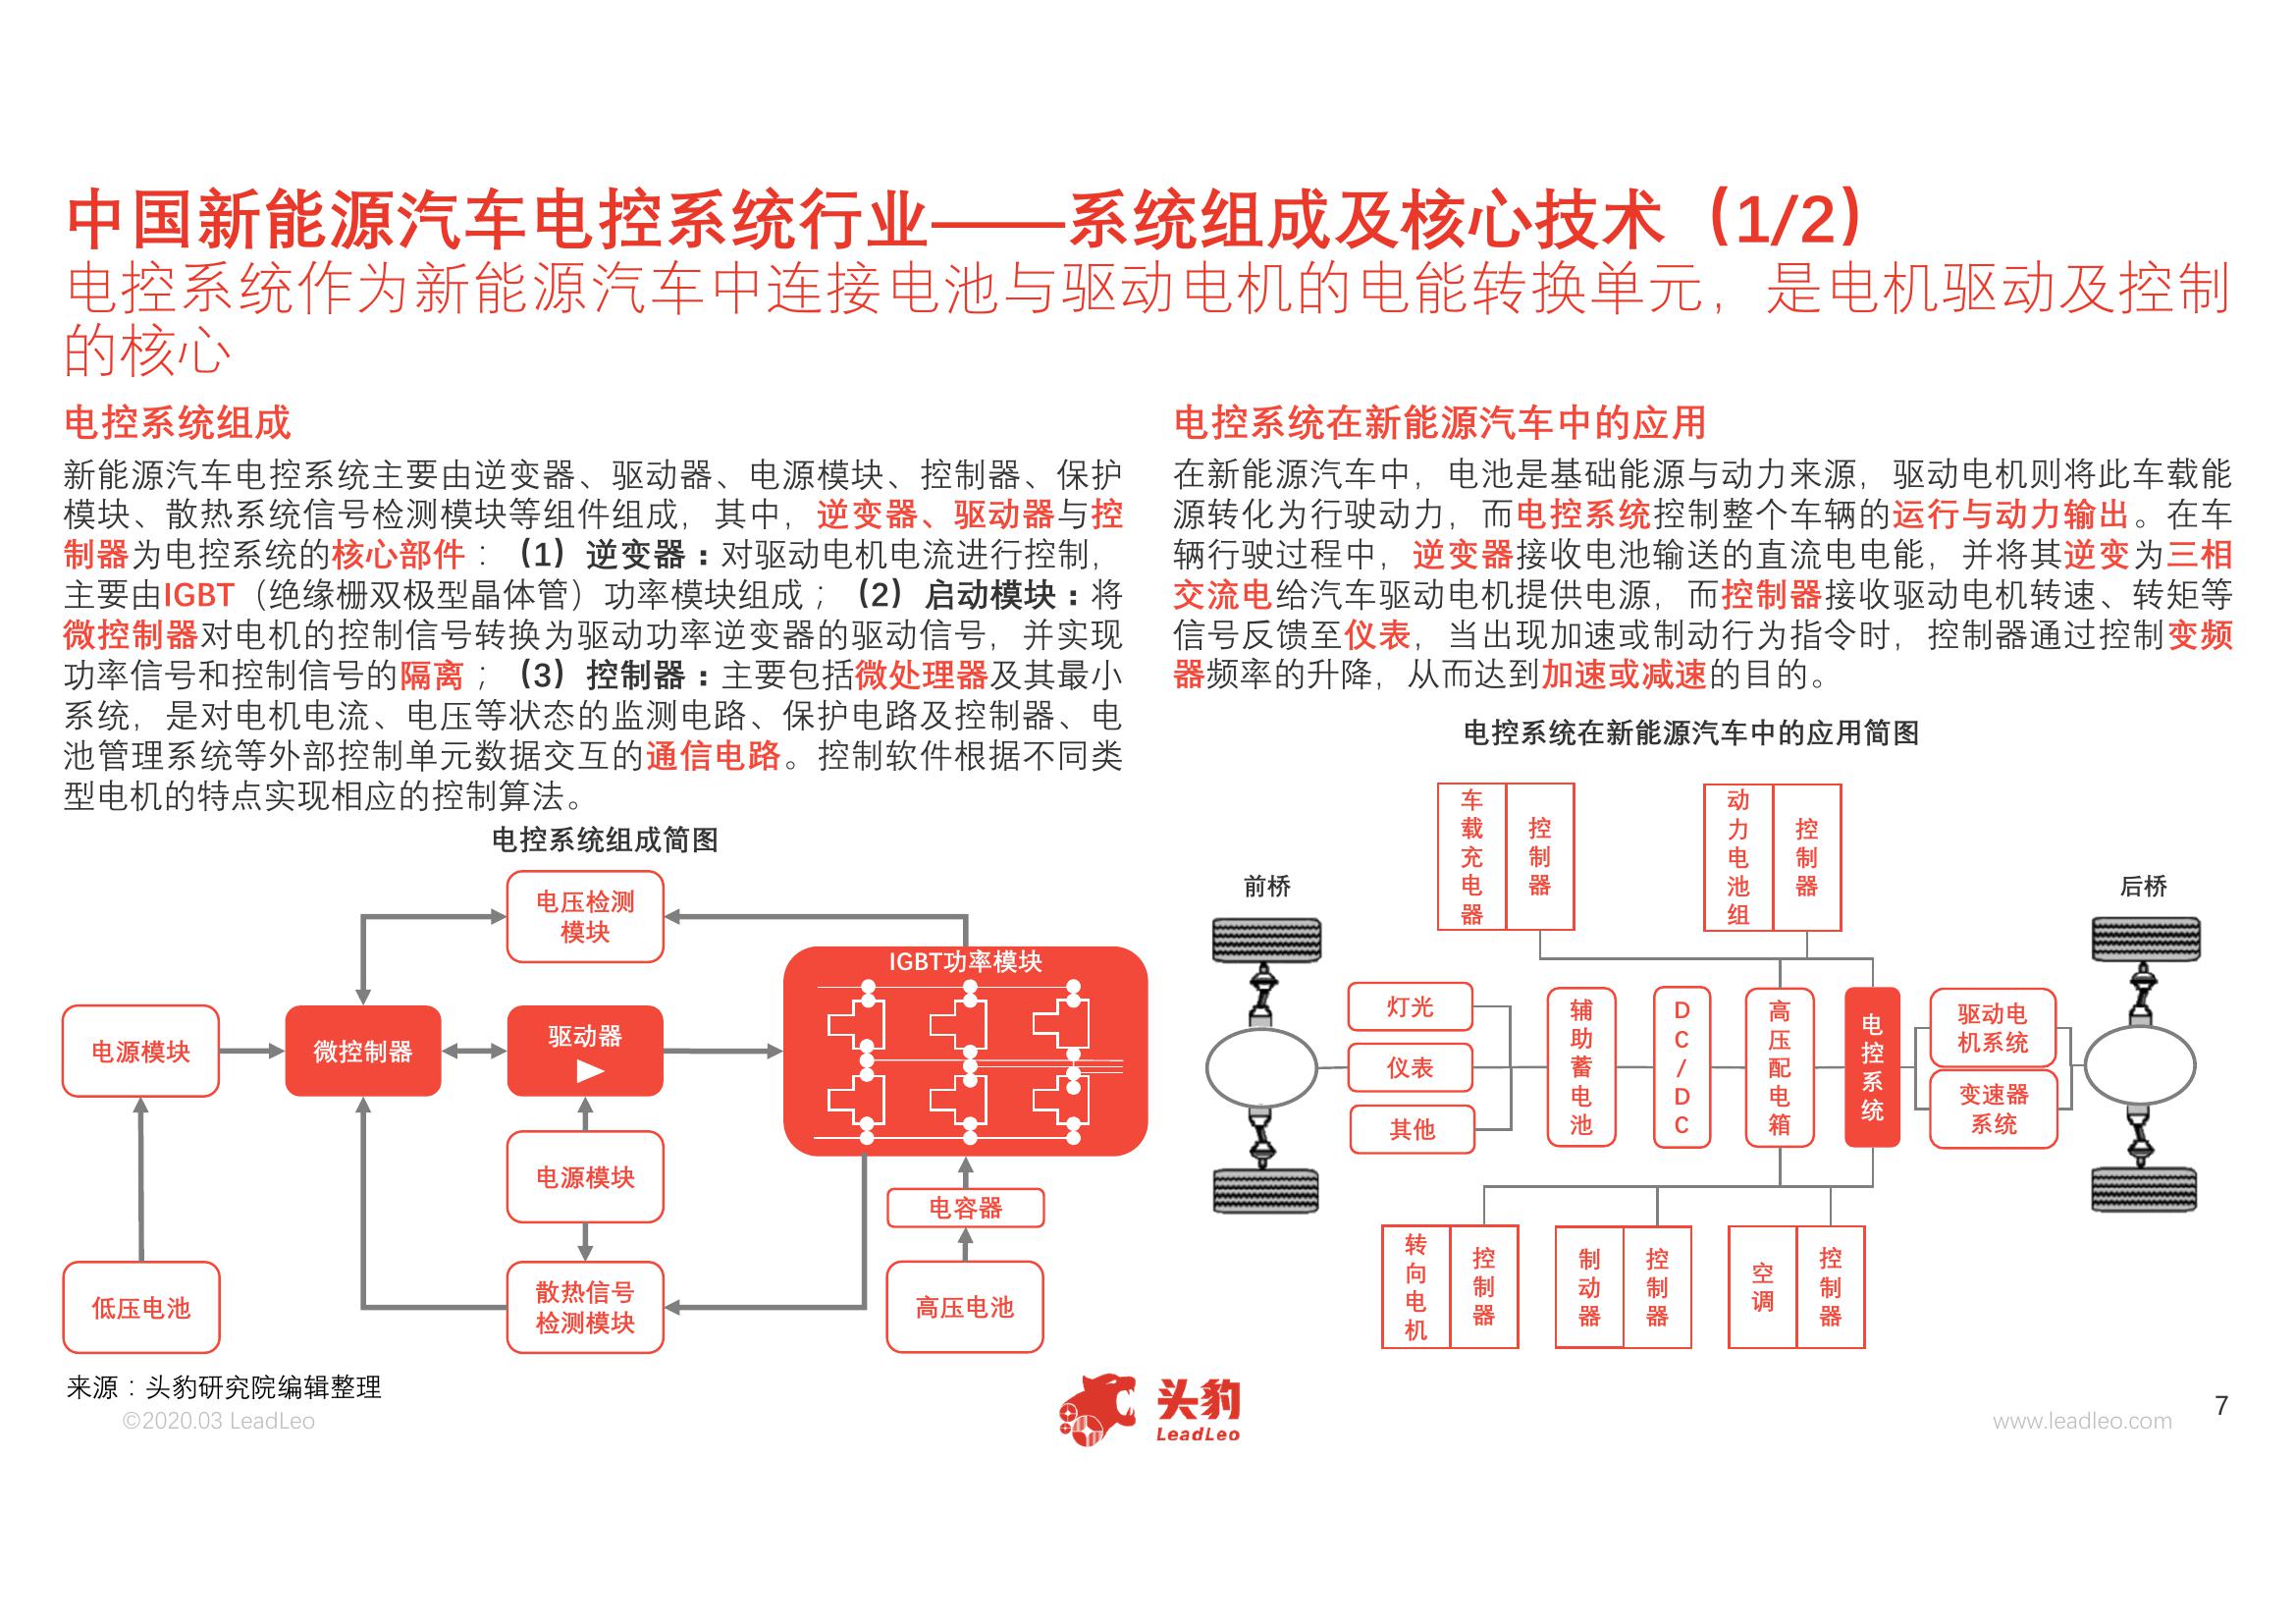 中国新能源汽车电控系统行业——系统组成及核心技术（1/2）
电控系统作为新能源汽车中连接电池与驱动电机的电能转换单元，是电机驱动及控制
的核心
电控系统组成
新能源汽车电控系统主要由逆变器、驱动器、电源模块、控制器、保护
模块、散热系统信号检测模块等组件组成，其中，逆变器、驱动器与控
制器为电控系统的核心部件：（1）逆变器：对驱动电机电流进行控制，
主要由IGBT（绝缘栅双极型晶体管）功率模块组成；（2）启动模块：将
微控制器对电机的控制信号转换为驱动功率逆变器的驱动信号，并实现
功率信号和控制信号的隔离；（3）控制器：主要包括微处理器及其最小
系统，是对电机电流、电压等状态的监测电路、保护电路及控制器、电
池管理系统等外部控制单元数据交互的通信电路。控制软件根据不同类
型电机的特点实现相应的控制算法。
电控系统组成简图
电压检测
模块
IGBT功率模块
电源模块
微控制器
驱动器
电源模块
电容器
低压电池
散热信号
检测模块
高压电池
电控系统在新能源汽车中的应用
在新能源汽车中，电池是基础能源与动力来源，驱动电机则将此车载能
源转化为行驶动力，而电控系统控制整个车辆的运行与动力输出。在车
辆行驶过程中，逆变器接收电池输送的直流电电能，并将其逆变为三相
交流电给汽车驱动电机提供电源，而控制器接收驱动电机转速、转矩等
信号反馈至仪表，当出现加速或制动行为指令时，控制器通过控制变频
器频率的升降，从而达到加速或减速的目的。
电控系统在新能源汽车中的应用简图
车载充电器
控制器
动力电池组
控制器
前桥
后桥
灯光
仪表
其他
辅助蓄电池
DC/DC
高压配电箱
电控系统
驱动电
机系统
变速器
系统
转向电机
控制器
制动器
控制器
空调
控制器
来源：头豹研究院编辑整理
©2020.03 LeadLeo
头豹
LeadLeo
www.leadleo.com
7